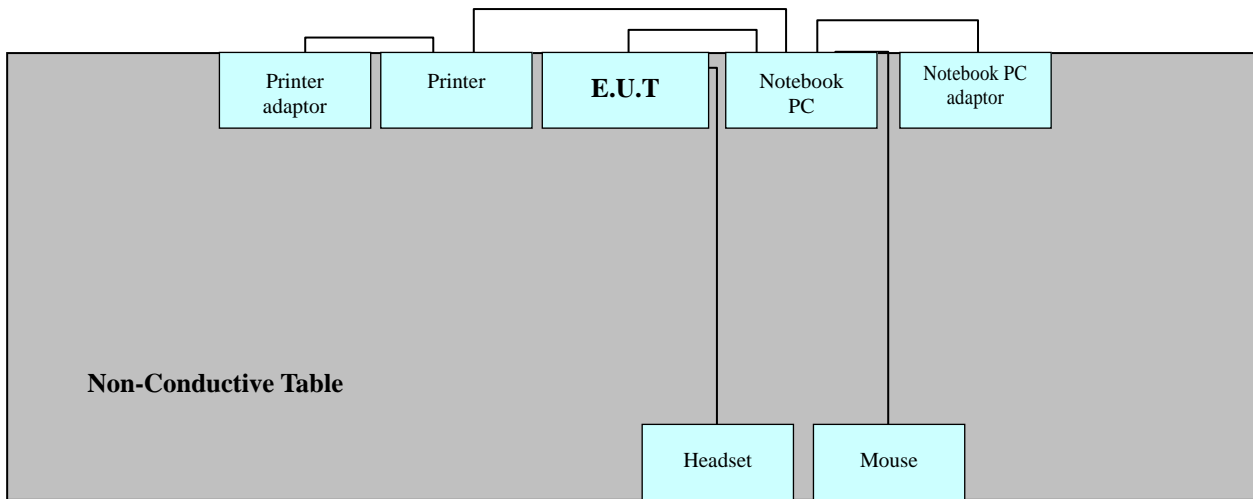 Printer
adaptor
Printer
E.U.T
Notebook
PC
Notebook PC
adaptor
Non-Conductive Table
Headset
Mouse